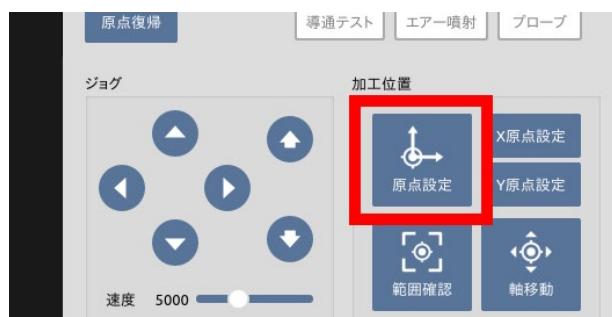 原点復帰
導通テスト
エアー噴射
プローブ
ジョグ
加工位置
原点設定
X原点設定
Y原点設定
範囲確認
軸移動
速度 5000